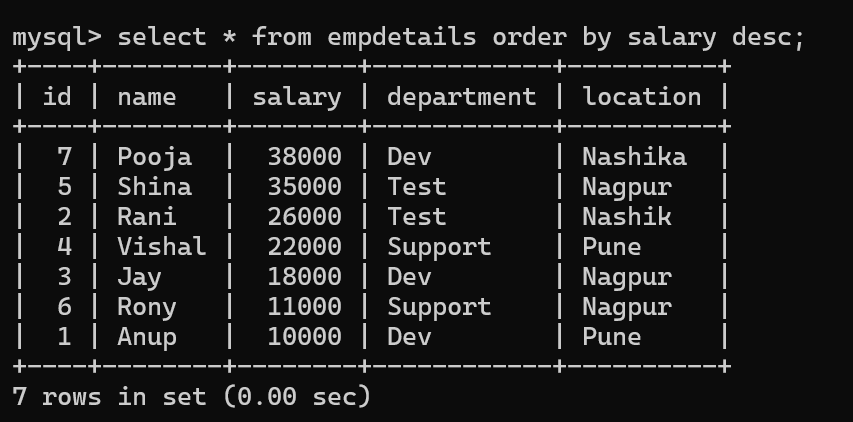 mysql> select * from empdetails order by salary desc;
+----+--------+--------+------------+----------+
| id | name   | salary | department | location |
+----+--------+--------+------------+----------+
|  7 | Pooja  |  38000 | Dev        | Nashika  |
|  5 | Shina  |  35000 | Test       | Nagpur   |
|  2 | Rani   |  26000 | Test       | Nashik   |
|  4 | Vishal |  22000 | Support    | Pune     |
|  3 | Jay    |  18000 | Dev        | Nagpur   |
|  6 | Rony   |  11000 | Support    | Nagpur   |
|  1 | Anup   |  10000 | Dev        | Pune     |
+----+--------+--------+------------+----------+
7 rows in set (0.00 sec)